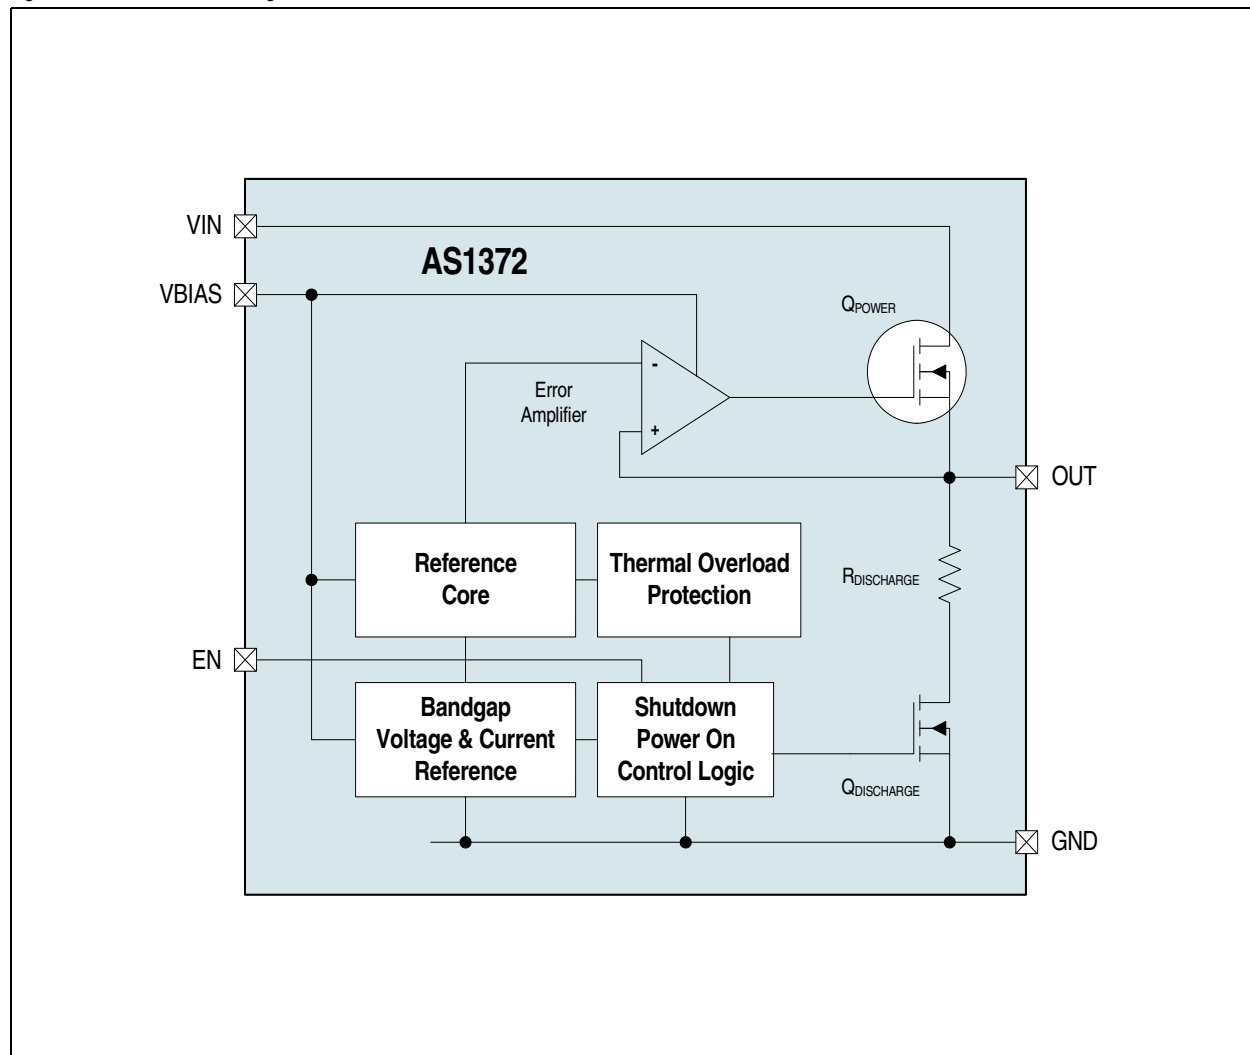 VIN
AS1372
VBIAS
QPOWER
-
Error
Amplifier
+
OUT
Reference
Core
Thermal Overload
Protection
RDISCHARGE
EN
Bandgap
Voltage & Current
Reference
Shutdown
Power On
Control Logic
QDISCHARGE
GND